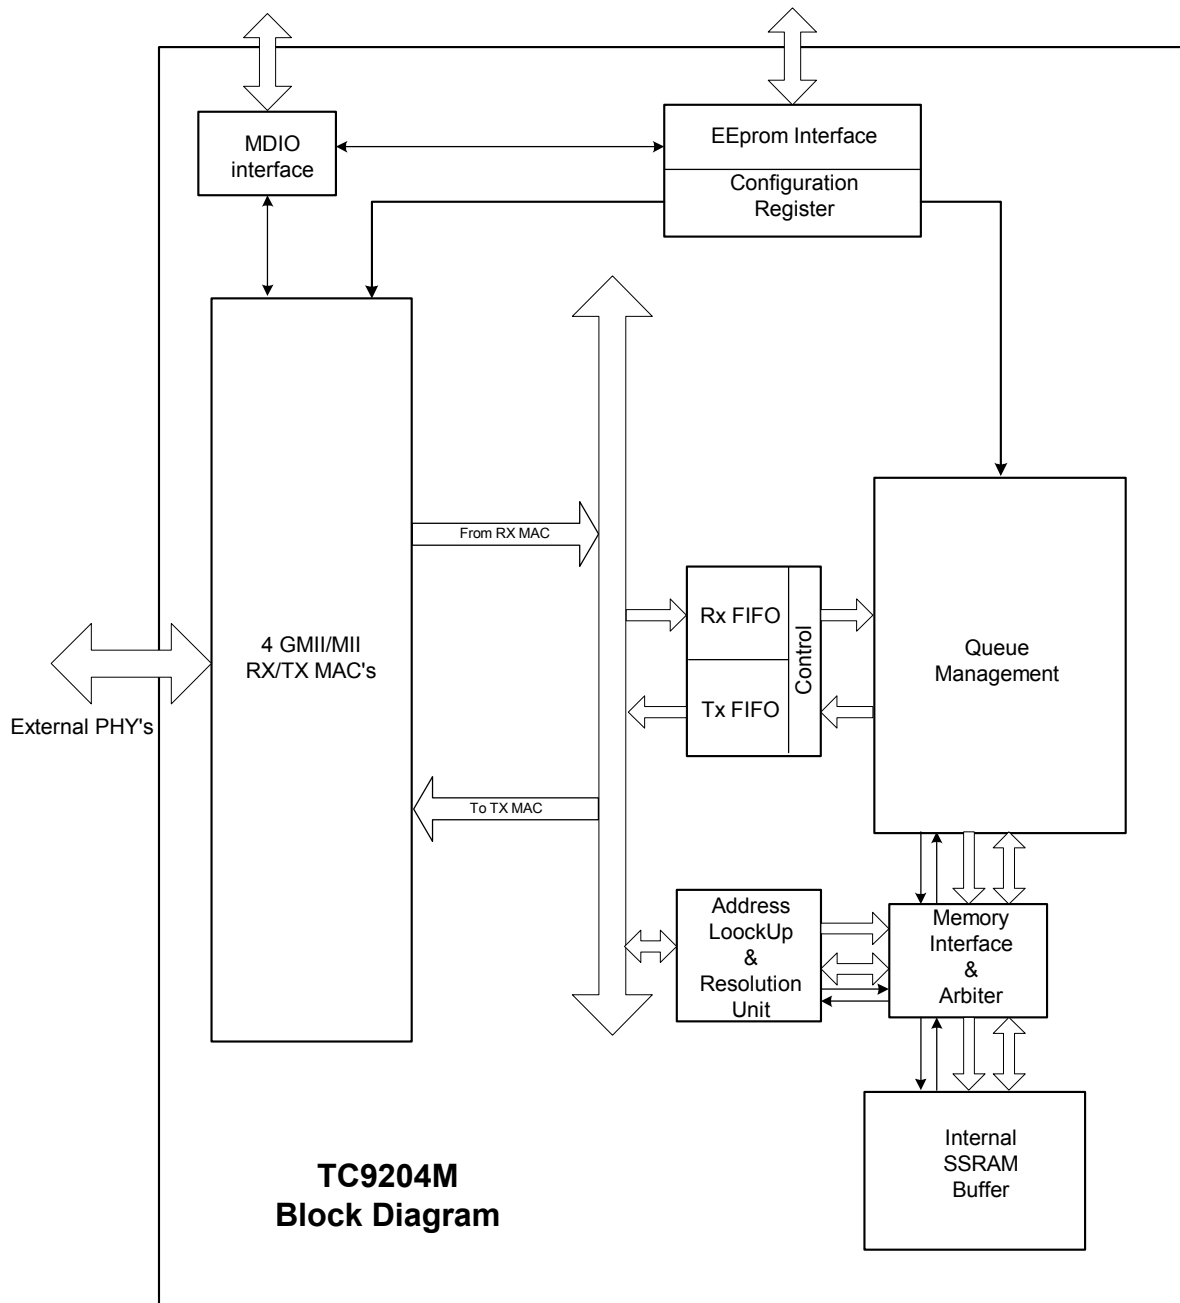 MDIO
interface
EEprom Interface
Configuration
Register
From RX MAC
4 GMII/MII
RX/TX MAC's
External PHY's
To TX MAC
Rx FIFO
Tx FIFO
Control
Queue
Management
Address
LoockUp
&
Resolution
Unit
Memory
Interface
&
Arbiter
Internal
SSRAM
Buffer
TC9204M
Block Diagram